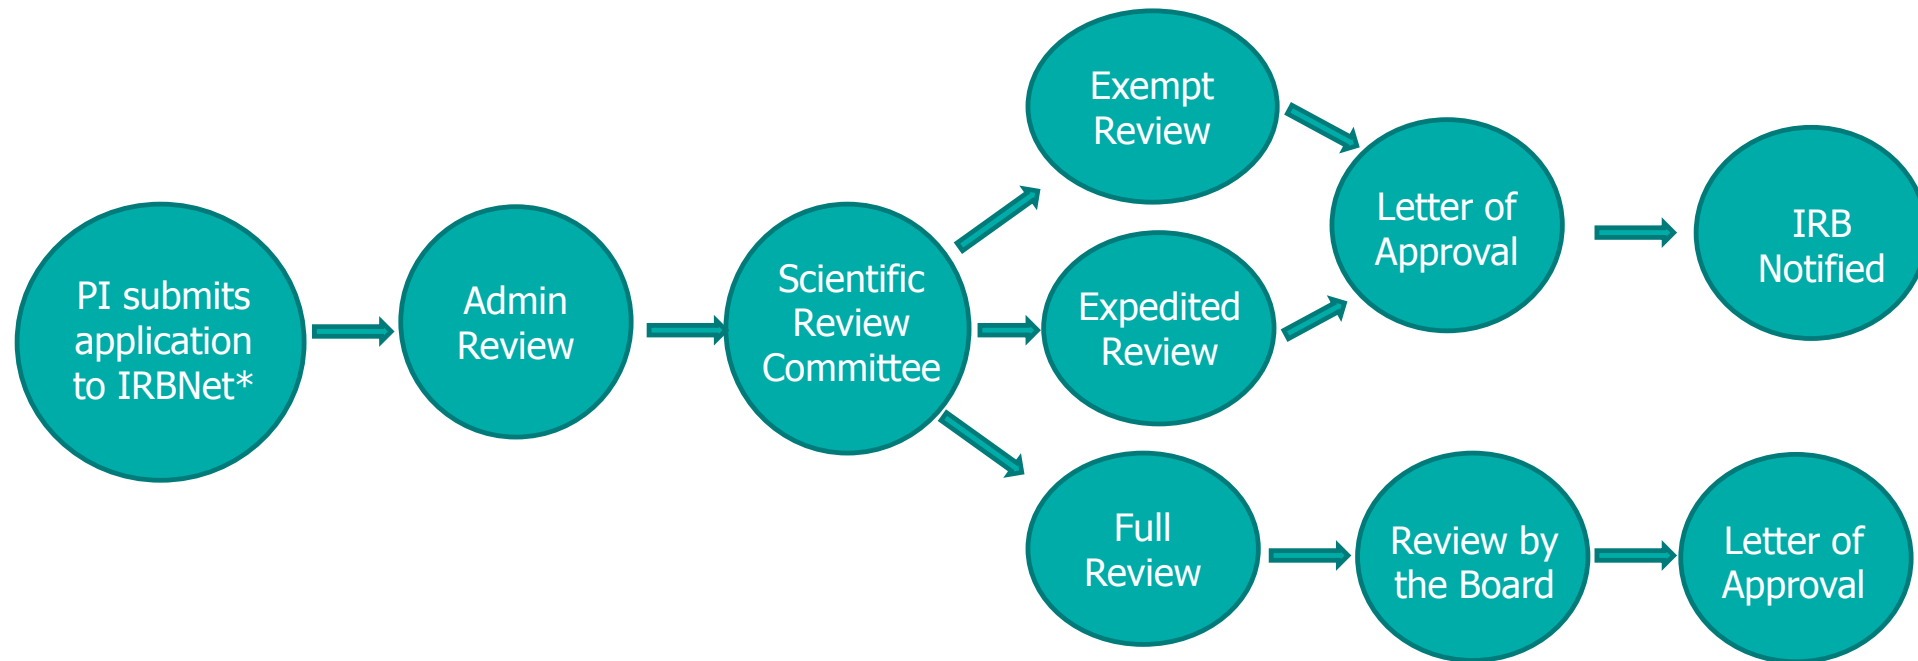 PI submits
application
to IRBNet*
Admin
Review
Scientific
Review
Committee
Exempt
Review
Expedited
Review
Full
Review
Letter of
Approval
IRB
Notified
Review by
the Board
Letter of
Approval